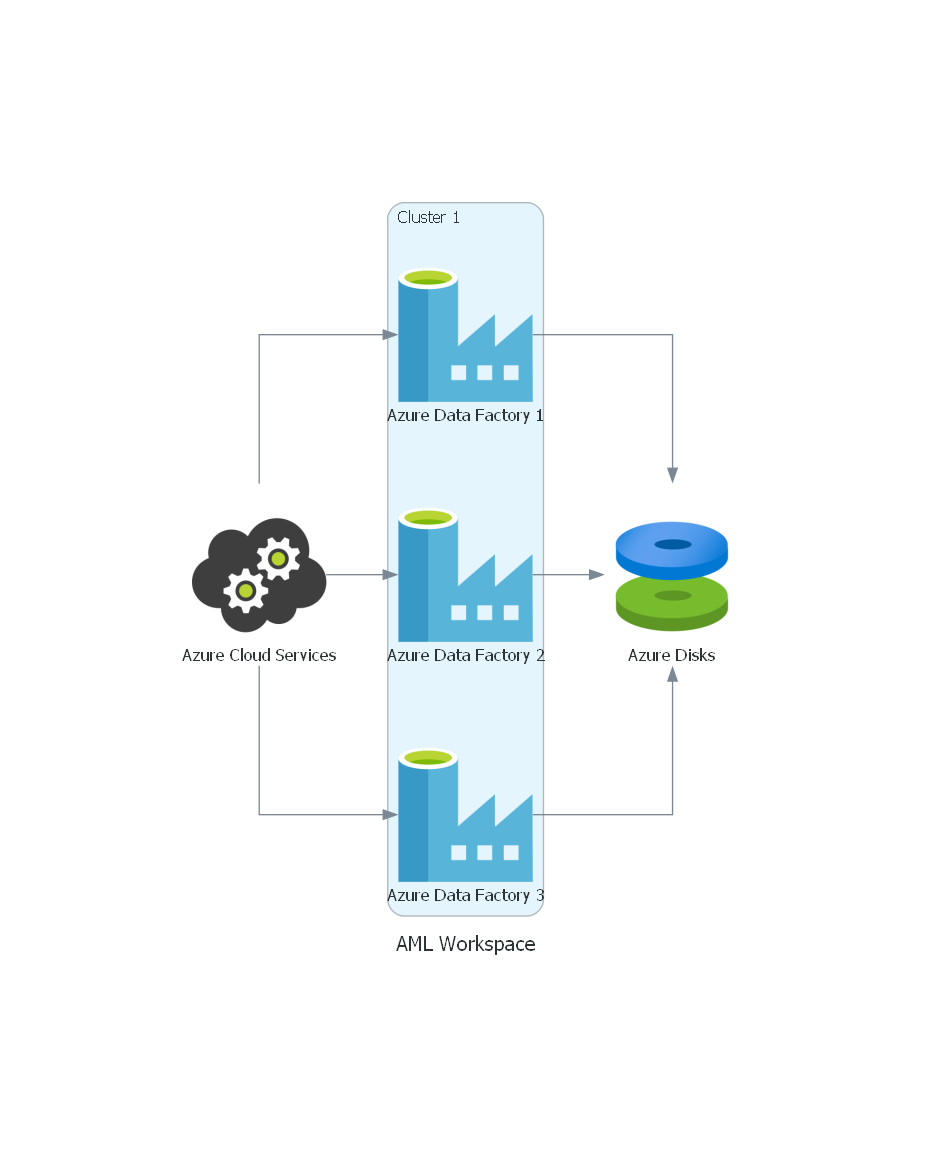 Cluster 1
Azure Data Factory 1
Azure Cloud Services
Azure Data Factory 2
Azure Disks
Azure Data Factory 3
AML Workspace